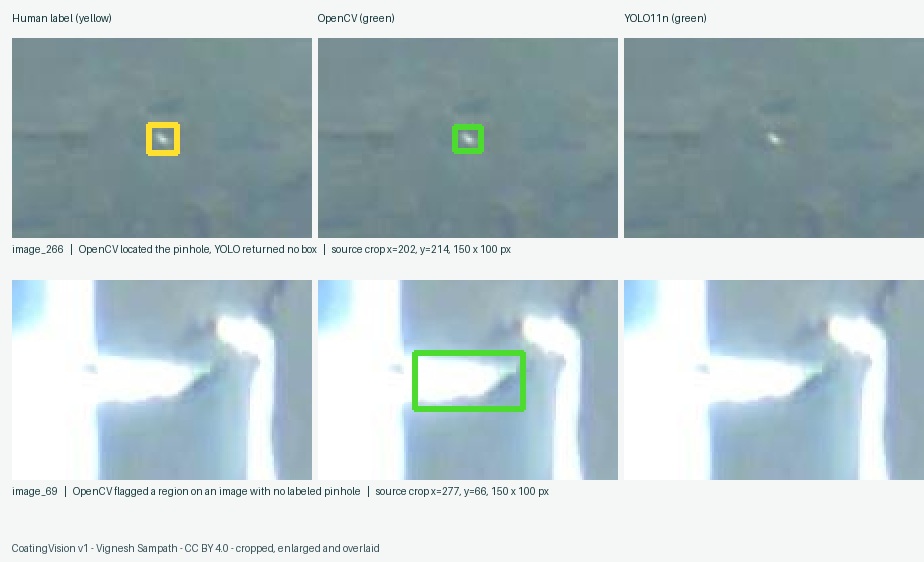 Human label (yellow) OpenCV (green) YOLO11n (green)
image_266 | OpenCV located the pinhole, YOLO returned no box | source crop x=202, y=214, 150 x 100 px
image_69 | OpenCV flagged a region on an image with no labeled pinhole | source crop x=277, y=66, 150 x 100 px
CoatingVision v1 - Vignesh Sampath - CC BY 4.0 - cropped, enlarged and overlaid